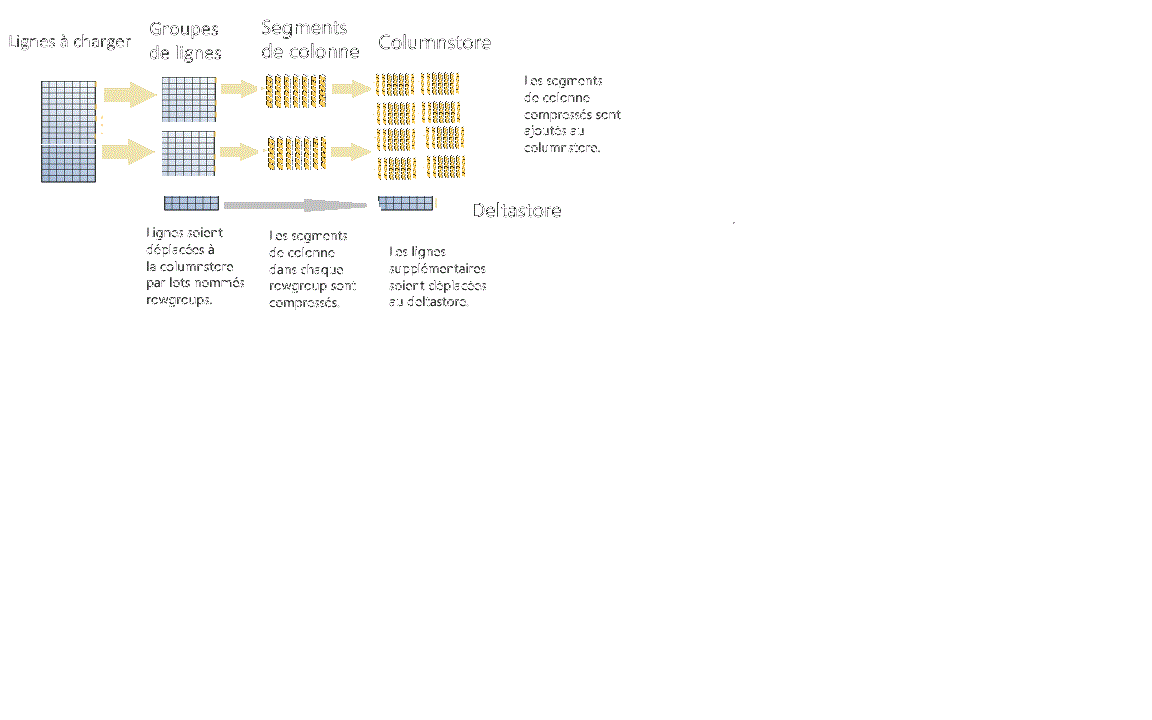 Lignes à charger
Groupes
de lignes
Segments
de colonne
Columnstore
Les segments
de colonne
compressés sont
ajoutés au
columnstore.
Deltastore
Lignes soient
déplacées à
la columnstore
par lots nommés
rowgroups.
Les segments
de colonne
dans chaque
rowgroup sont
compressés.
Les lignes
supplémentaires
soient déplacées
au deltastore.